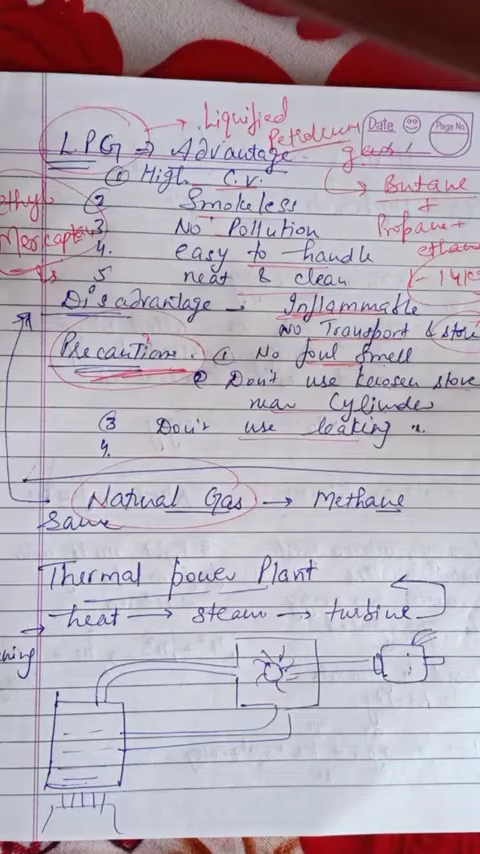 Liquified
Petroleum
gas
Date
Page No.
LPG → Advantage
Butane
+
Propane +
ethane
① High C.V.
② Smokeless
3 No Pollution
4. easy to handle
5 neat & clean
ethyl
Mercaptan
14 KG
Disadvantage → Inflammable
No Transport & store
Precaution. ① No foul smell
② Don't use kerosen stove
near Cylinder
③ Don't use leaking
4.
Natural Gas → Methane
Same
Thermal power Plant
heat → steam → turbine